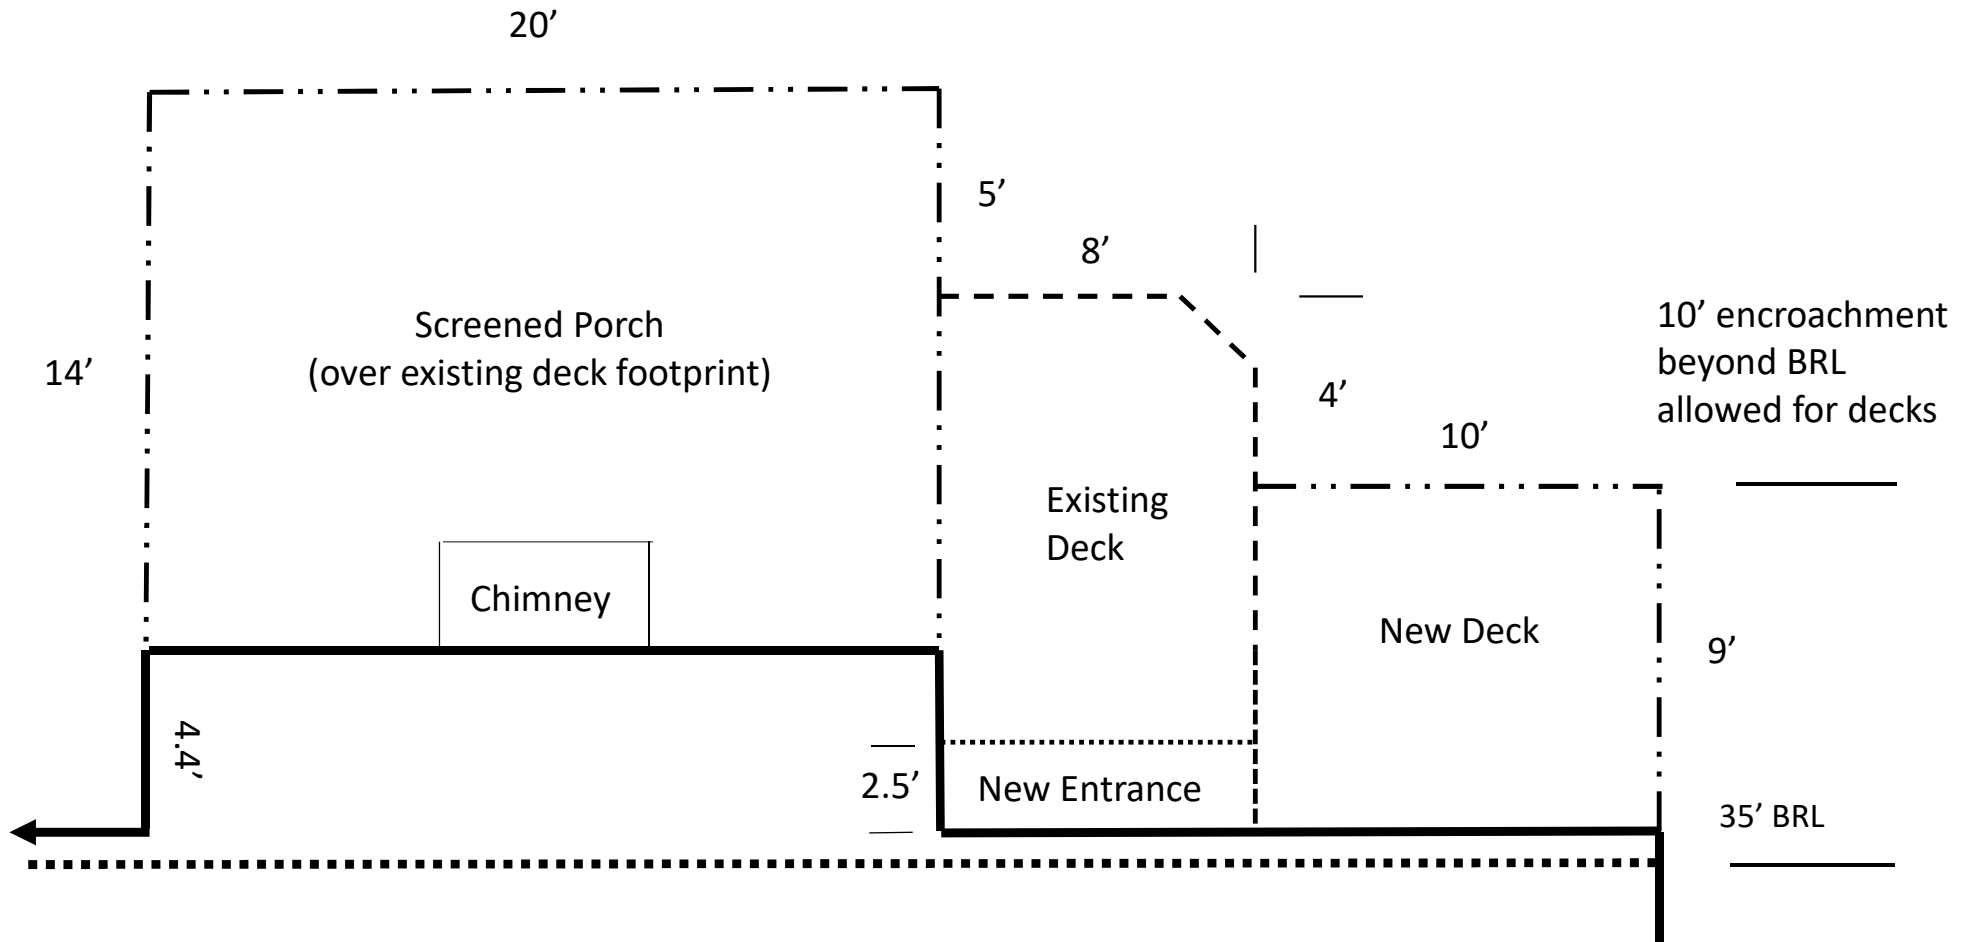 20’
5’
8’
Screened Porch
(over existing deck footprint)
14’
10’ encroachment
beyond BRL
allowed for decks
4’
10’
Existing
Deck
Chimney
New Deck
9’
4.4’
2.5’
New Entrance
35’ BRL